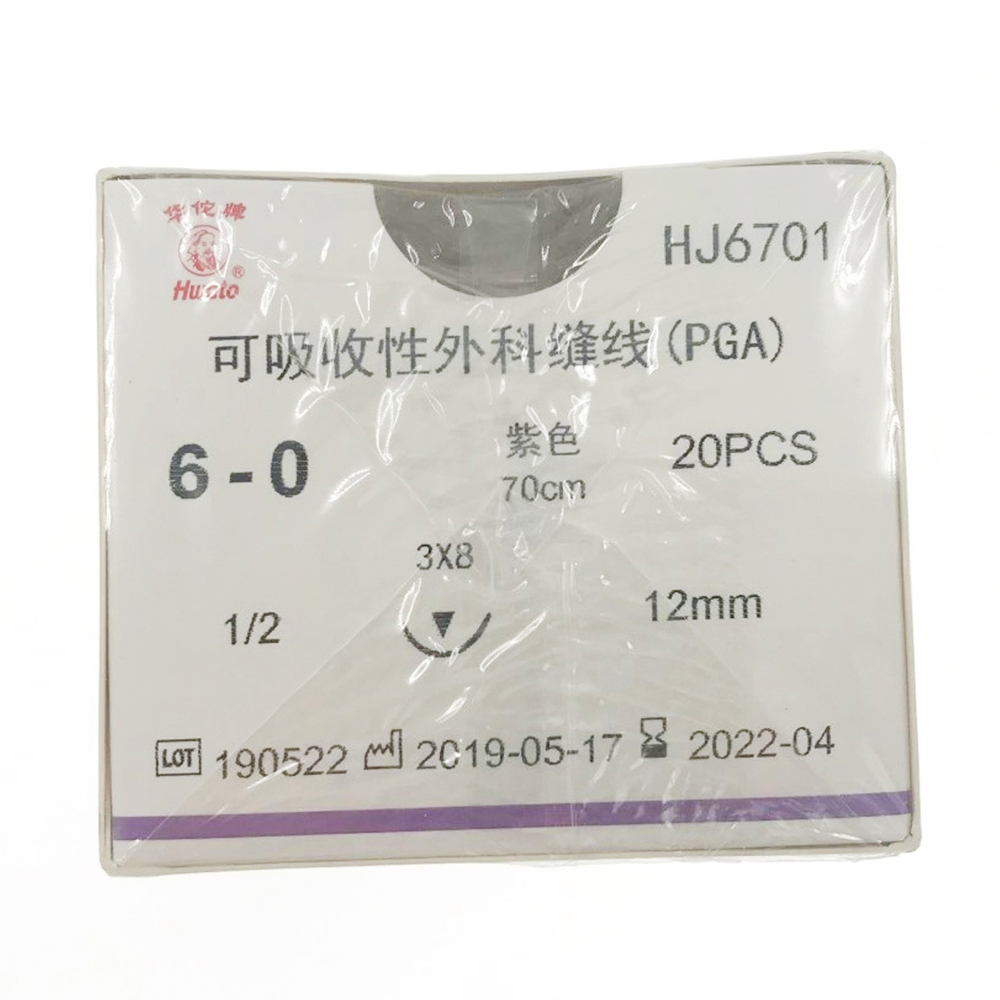 华佗牌
®
Hwato
HJ6701
可吸收性外科缝线(PGA)
6-0
紫色
70cm
20PCS
3X8
1/2
12mm
LOT 190522 2019-05-17 2022-04